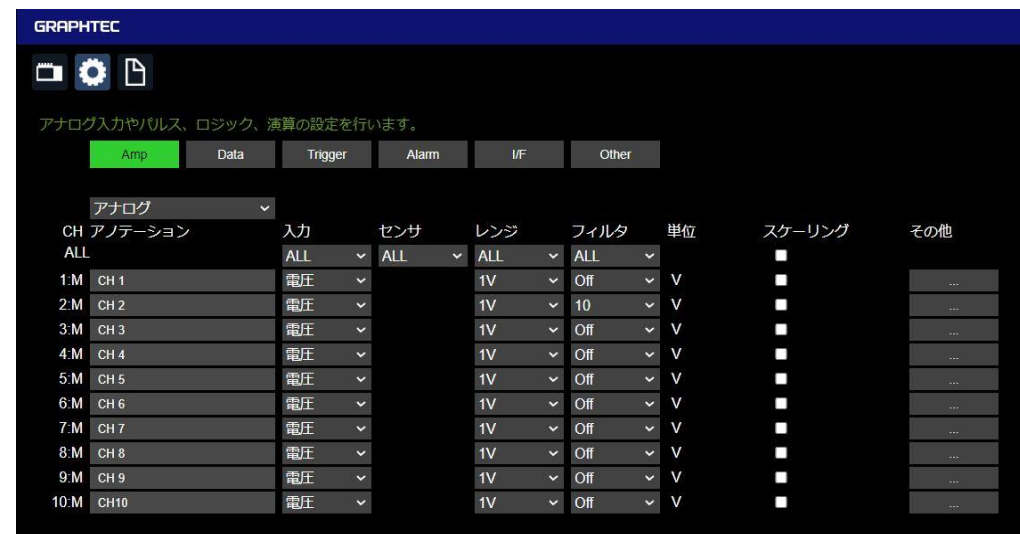 GRAPHTEC
アナログ入力やパルス、ロジック、演算の設定を行います。
Amp Data Trigger Alarm I/F Other
アナログ
CH アノテーション 入力 センサ レンジ フィルタ 単位 スケーリング その他
ALL ALL ALL ALL ALL
1:M CH 1 電圧 1V Off V ...
2:M CH 2 電圧 1V 10 V ...
3:M CH 3 電圧 1V Off V ...
4:M CH 4 電圧 1V Off V ...
5:M CH 5 電圧 1V Off V ...
6:M CH 6 電圧 1V Off V ...
7:M CH 7 電圧 1V Off V ...
8:M CH 8 電圧 1V Off V ...
9:M CH 9 電圧 1V Off V ...
10:M CH10 電圧 1V Off V ...